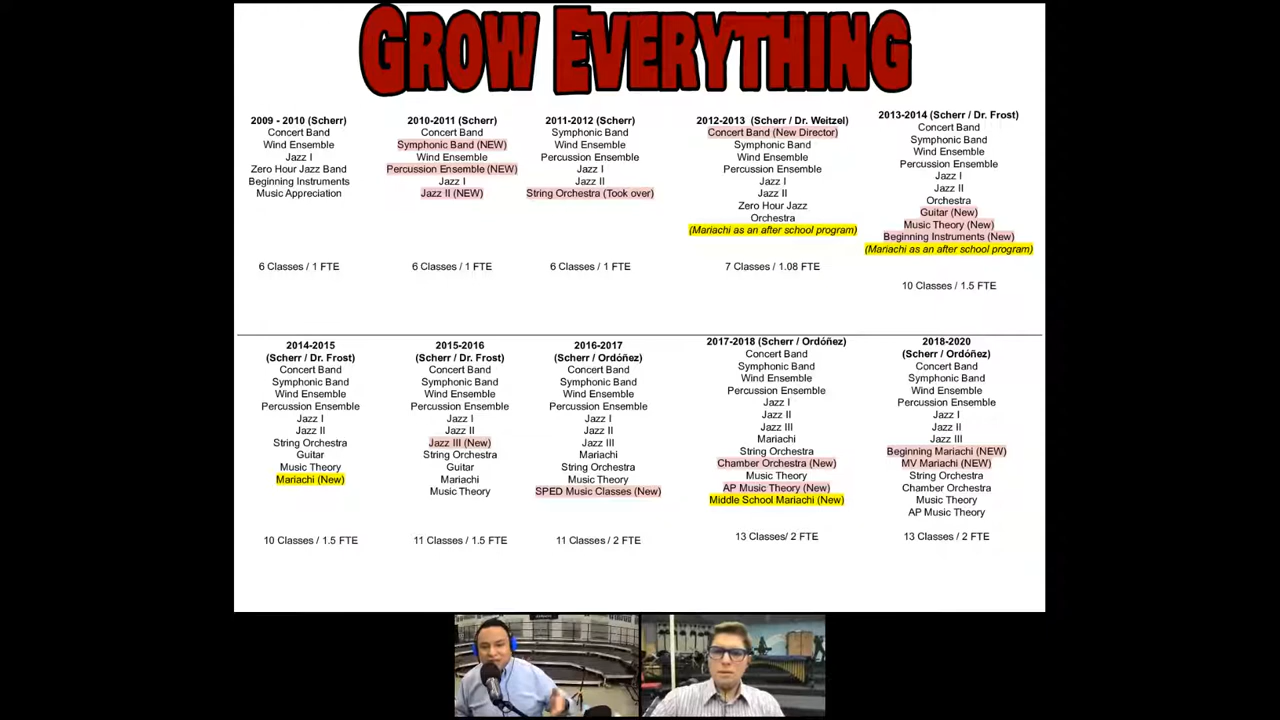 GROW EVERYTHING
2009 - 2010 (Scherr)
Concert Band
Wind Ensemble
Jazz I
Zero Hour Jazz Band
Beginning Instruments
Music Appreciation
6 Classes / 1 FTE
2010-2011 (Scherr)
Concert Band
Symphonic Band (NEW)
Wind Ensemble
Percussion Ensemble (NEW)
Jazz I
Jazz II (NEW)
6 Classes / 1 FTE
2011-2012 (Scherr)
Symphonic Band
Wind Ensemble
Percussion Ensemble
Jazz I
Jazz II
String Orchestra (Took over)
6 Classes / 1 FTE
2012-2013 (Scherr / Dr. Weitzel)
Concert Band (New Director)
Symphonic Band
Wind Ensemble
Percussion Ensemble
Jazz I
Jazz II
Zero Hour Jazz
Orchestra
(Mariachi as an after school program)
7 Classes / 1.08 FTE
2013-2014 (Scherr / Dr. Frost)
Concert Band
Symphonic Band
Wind Ensemble
Percussion Ensemble
Jazz I
Jazz II
Orchestra
Guitar (New)
Music Theory (New)
Beginning Instruments (New)
(Mariachi as an after school program)
10 Classes / 1.5 FTE
2014-2015
(Scherr / Dr. Frost)
Concert Band
Symphonic Band
Wind Ensemble
Percussion Ensemble
Jazz I
Jazz II
String Orchestra
Guitar
Music Theory
Mariachi (New)
10 Classes / 1.5 FTE
2015-2016
(Scherr / Dr. Frost)
Concert Band
Symphonic Band
Wind Ensemble
Percussion Ensemble
Jazz I
Jazz II
Jazz III (New)
String Orchestra
Guitar
Mariachi
Music Theory
11 Classes / 1.5 FTE
2016-2017
(Scherr / Ordóñez)
Concert Band
Symphonic Band
Wind Ensemble
Percussion Ensemble
Jazz I
Jazz II
Jazz III
Mariachi
String Orchestra
Music Theory
SPED Music Classes (New)
11 Classes / 2 FTE
2017-2018 (Scherr / Ordóñez)
Concert Band
Symphonic Band
Wind Ensemble
Percussion Ensemble
Jazz I
Jazz II
Jazz III
Mariachi
String Orchestra
Chamber Orchestra (New)
Music Theory
AP Music Theory (New)
Middle School Mariachi (New)
13 Classes/ 2 FTE
2018-2020
(Scherr / Ordóñez)
Concert Band
Symphonic Band
Wind Ensemble
Percussion Ensemble
Jazz I
Jazz II
Jazz III
Beginning Mariachi (NEW)
MV Mariachi (NEW)
String Orchestra
Chamber Orchestra
Music Theory
AP Music Theory
13 Classes / 2 FTE